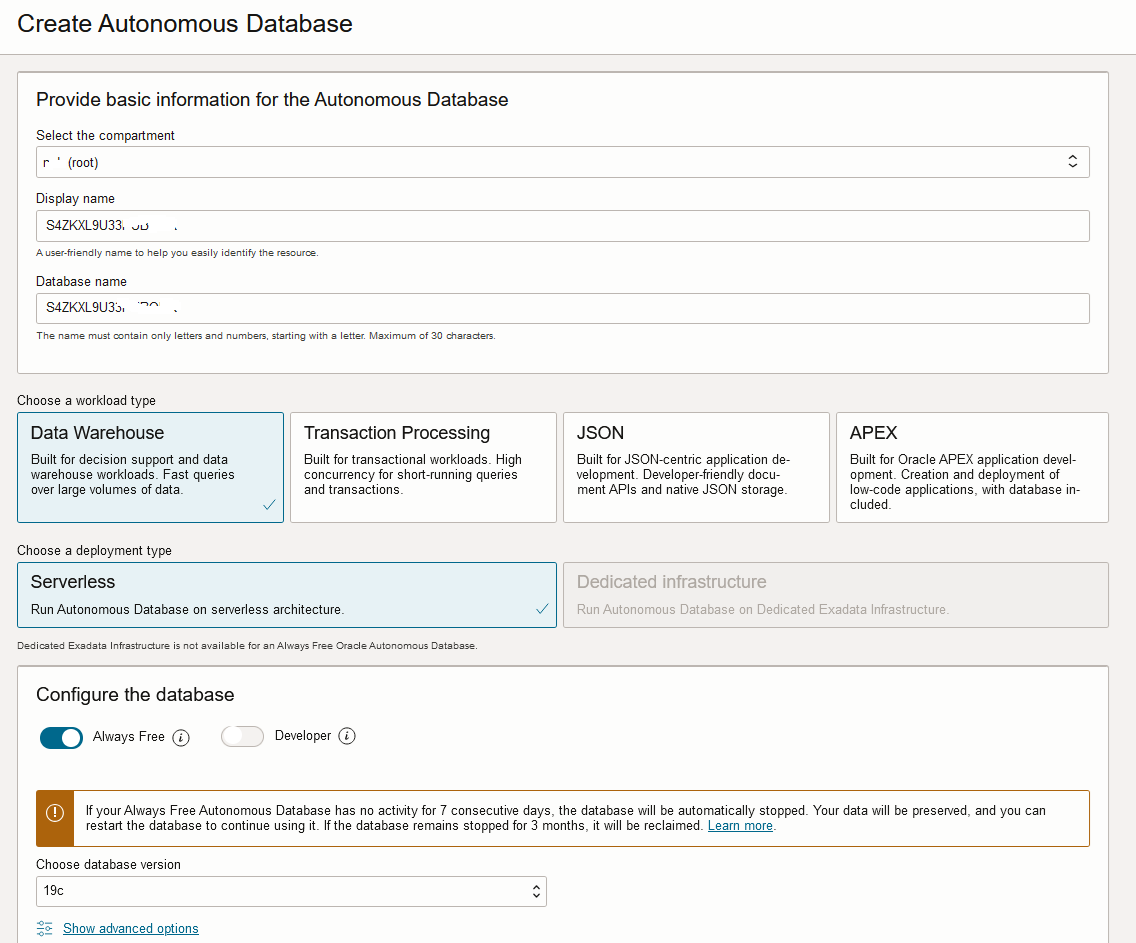 Create Autonomous Database
Provide basic information for the Autonomous Database
Select the compartment
(root)
Display name
A user-friendly name to help you easily identify the resource.
Database name
The name must contain only letters and numbers, starting with a letter. Maximum of 30 characters.
Choose a workload type
Data Warehouse
Built for decision support and data
warehouse workloads. Fast queries
over large volumes of data.
Transaction Processing
Built for transactional workloads. High
concurrency for short-running queries
and transactions.
JSON
Built for JSON-centric application de-
velopment. Developer-friendly docu-
ment APIs and native JSON storage.
APEX
Built for Oracle APEX application devel-
opment. Creation and deployment of
low-code applications, with database in-
cluded.
Choose a deployment type
Serverless
Run Autonomous Database on serverless architecture.
Dedicated infrastructure
Run Autonomous Database on Dedicated Exadata Infrastructure.
Dedicated Exadata Infrastructure is not available for an Always Free Oracle Autonomous Database.
Configure the database
Always Free
Developer
If your Always Free Autonomous Database has no activity for 7 consecutive days, the database will be automatically stopped. Your data will be preserved, and you can
restart the database to continue using it. If the database remains stopped for 3 months, it will be reclaimed. Learn more.
Choose database version
19c
Show advanced options